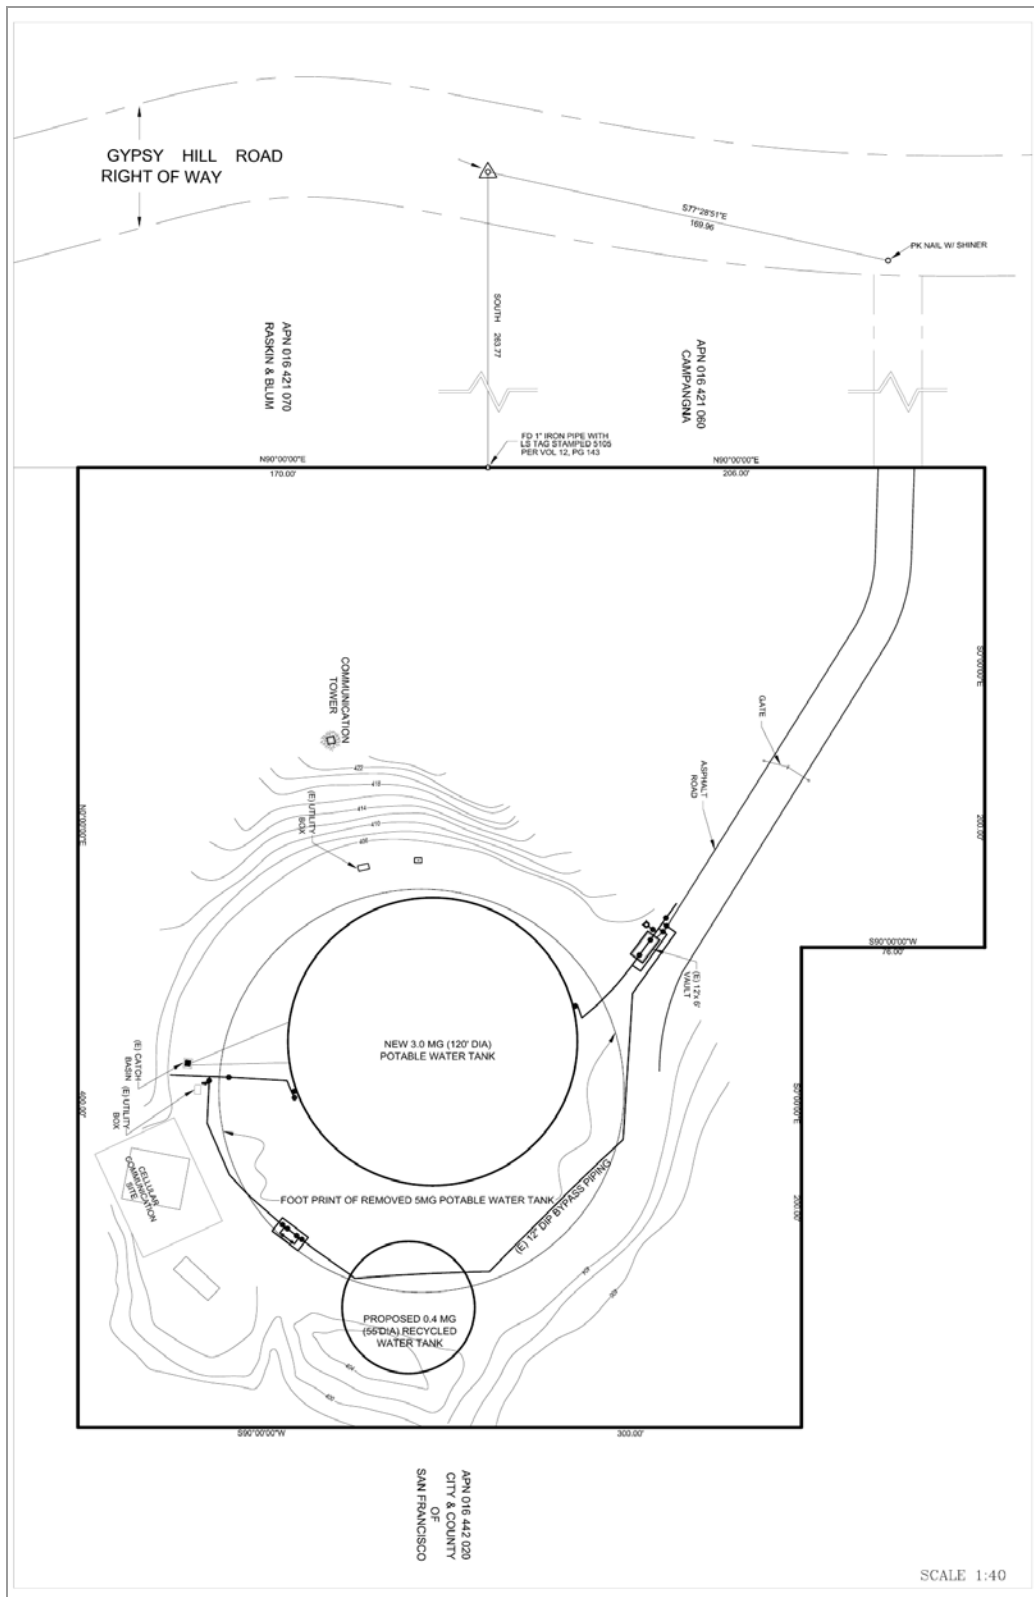 GYPSY HILL ROAD
RIGHT OF WAY
S77°28'51"E
169.96
PK NAIL W/ SHINER
SOUTH 263.77
APN 016 421 070
RASKIN & BLUM
APN 016 421 060
CAMPANGNA
FD 1" IRON PIPE WITH
LS TAG STAMPED 5105
PER VOL 12, PG 143
N90°00'00"E
170.00'
N90°00'00"E
206.00'
S0°00'00"E
200.00'
COMMUNICATION
TOWER
GATE
ASPHALT
ROAD
N0°00'00"E
400.00'
418
414
410
(E) UTILITY
BOX
S90°00'00"W
76.00'
(E) 12'x 6'
VAULT
NEW 3.0 MG (120' DIA)
POTABLE WATER TANK
(E) CATCH
BASIN
(E) UTILITY
BOX
S0°00'00"E
200.00'
CELLULAR
COMMUNICATION
SITE
FOOT PRINT OF REMOVED 5MG POTABLE WATER TANK
(E) 12" DIP BYPASS PIPING
PROPOSED 0.4 MG
(55'DIA) RECYCLED
WATER TANK
404
400
S90°00'00"W
300.00'
APN 016 442 020
CITY & COUNTY
OF
SAN FRANCISCO
SCALE 1:40